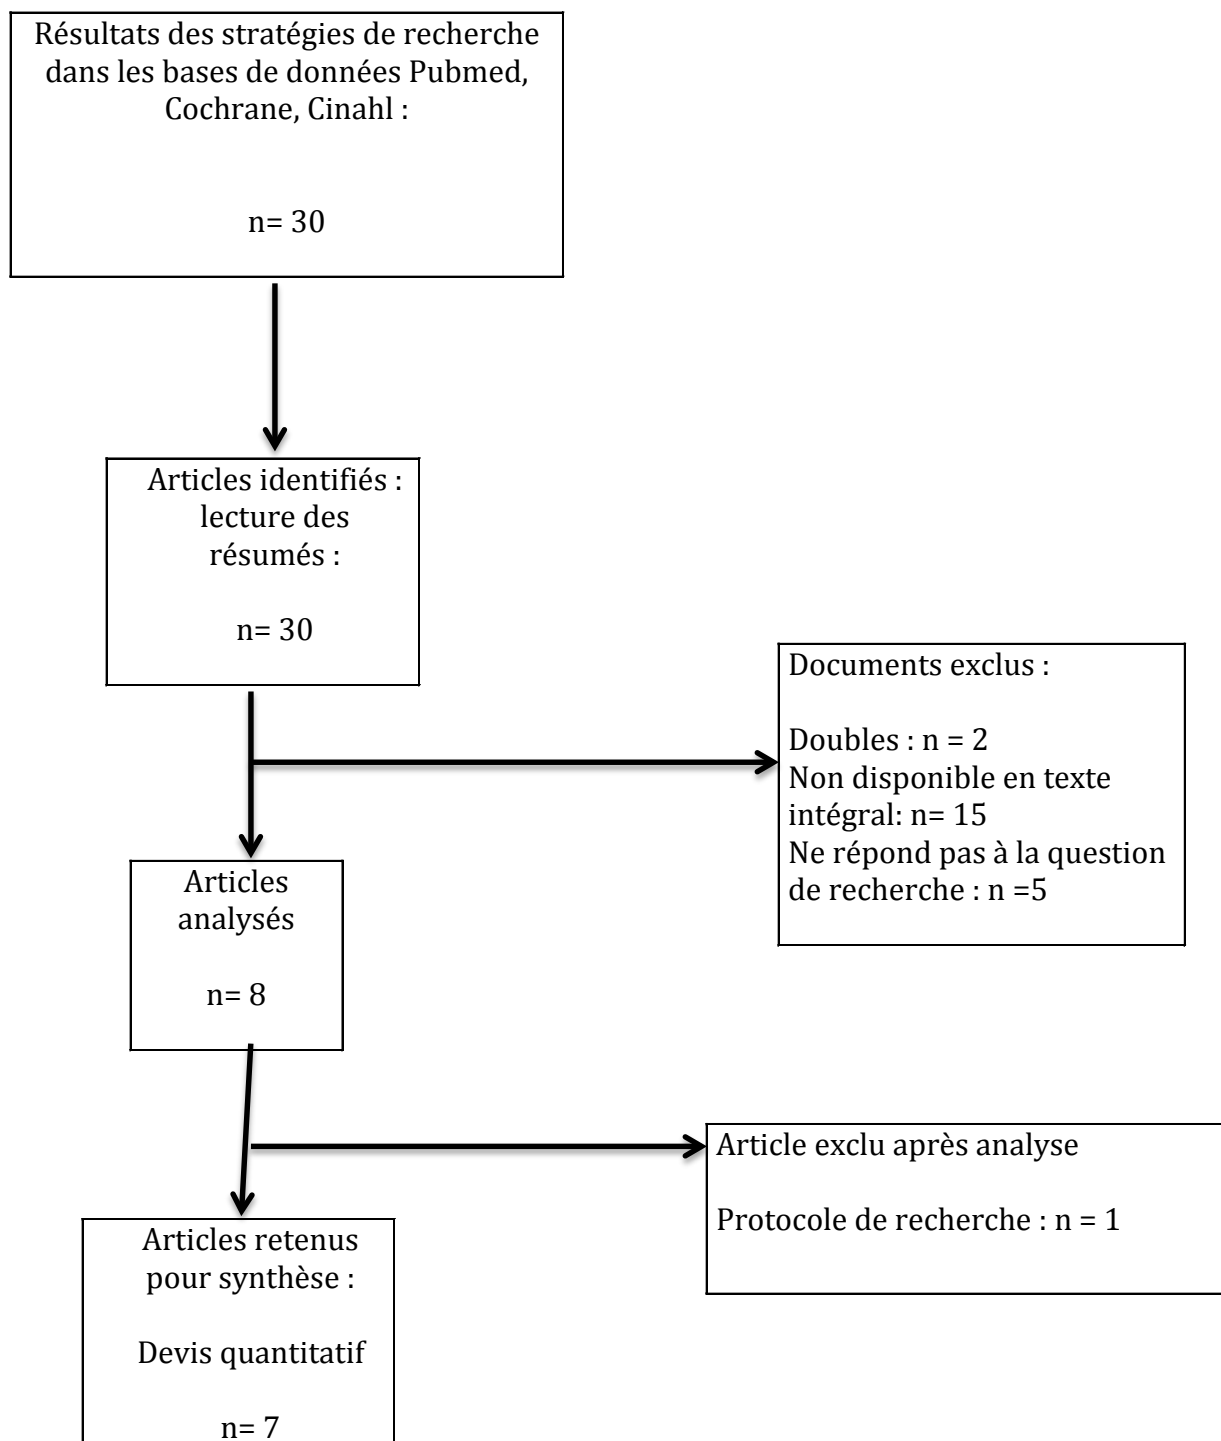 Résultats des stratégies de recherche
dans les bases de données Pubmed,
Cochrane, Cinahl :
n= 30
Articles identifiés :
lecture des
résumés :
n= 30
Documents exclus :
Doubles : n = 2
Non disponible en texte
intégral: n= 15
Ne répond pas à la question
de recherche : n =5
Articles
analysés
n= 8
Article exclu après analyse
Protocole de recherche : n = 1
Articles retenus
pour synthèse :
Devis quantitatif
n= 7